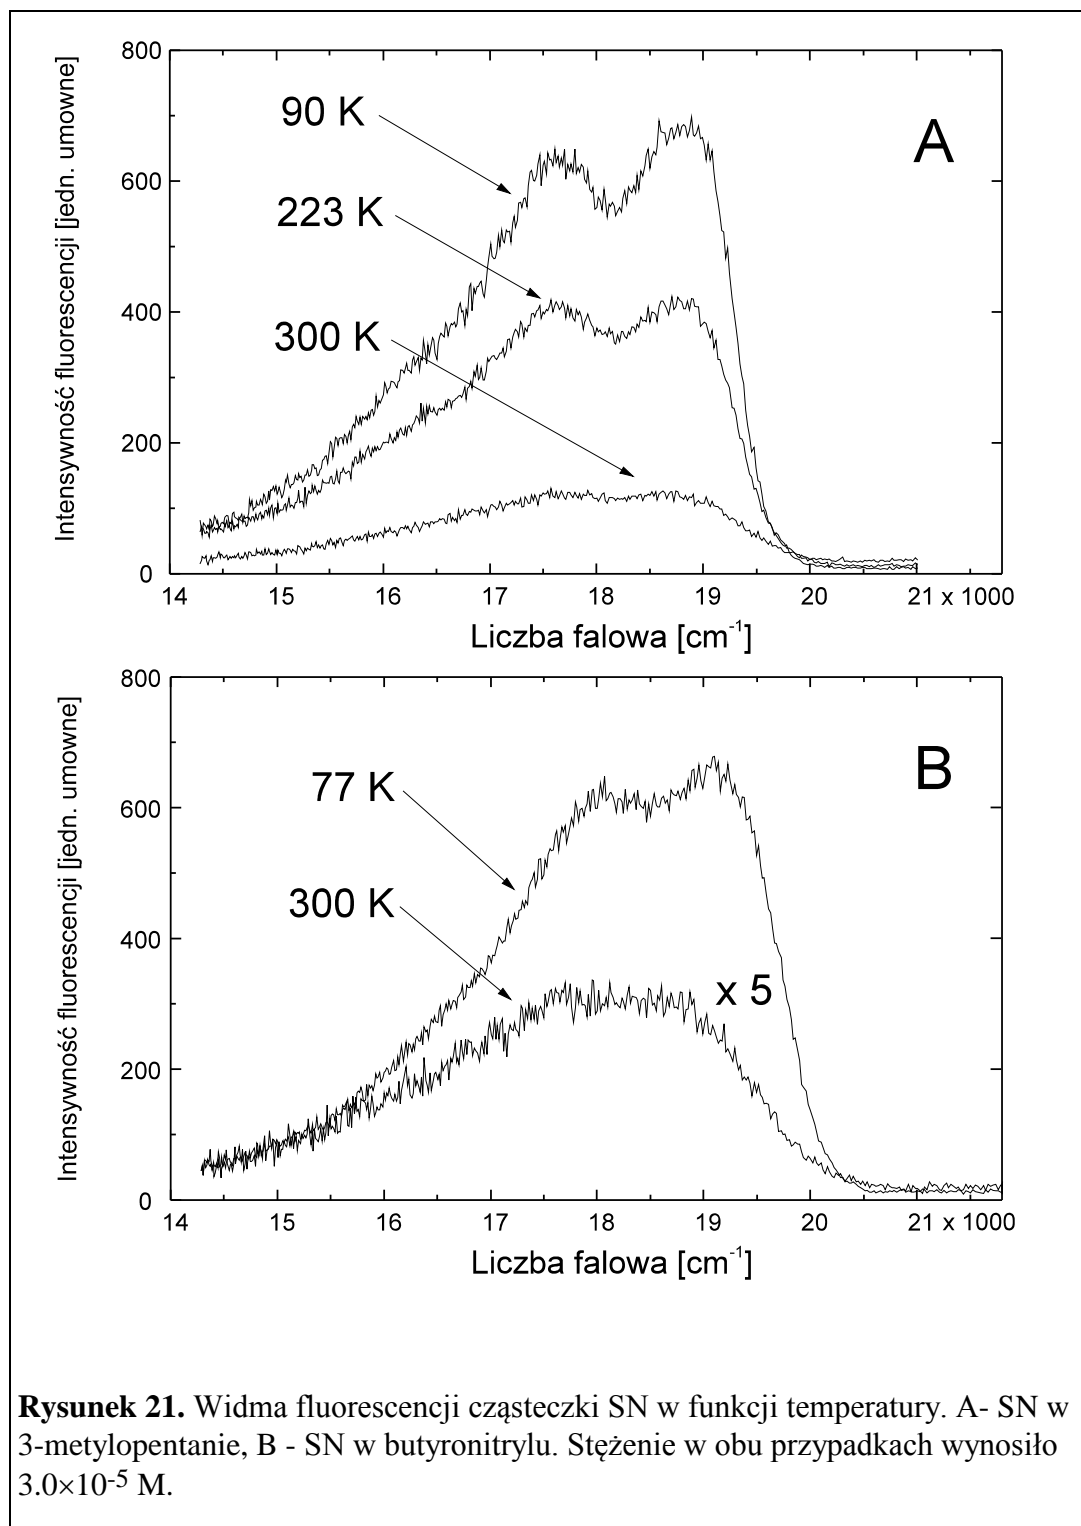 800
600
400
200
0
Intensywność fluorescencji [jedn. umowne]
90 K
223 K
300 K
A
14 15 16 17 18 19 20 21 x 1000
Liczba falowa [cm-1]
800
600
400
200
0
Intensywność fluorescencji [jedn. umowne]
77 K
300 K
x 5
B
14 15 16 17 18 19 20 21 x 1000
Liczba falowa [cm-1]
Rysunek 21. Widma fluorescencji cząsteczki SN w funkcji temperatury. A- SN w
3-metylopentanie, B - SN w butyronitrylu. Stężenie w obu przypadkach wynosiło
3.0×10-5 M.